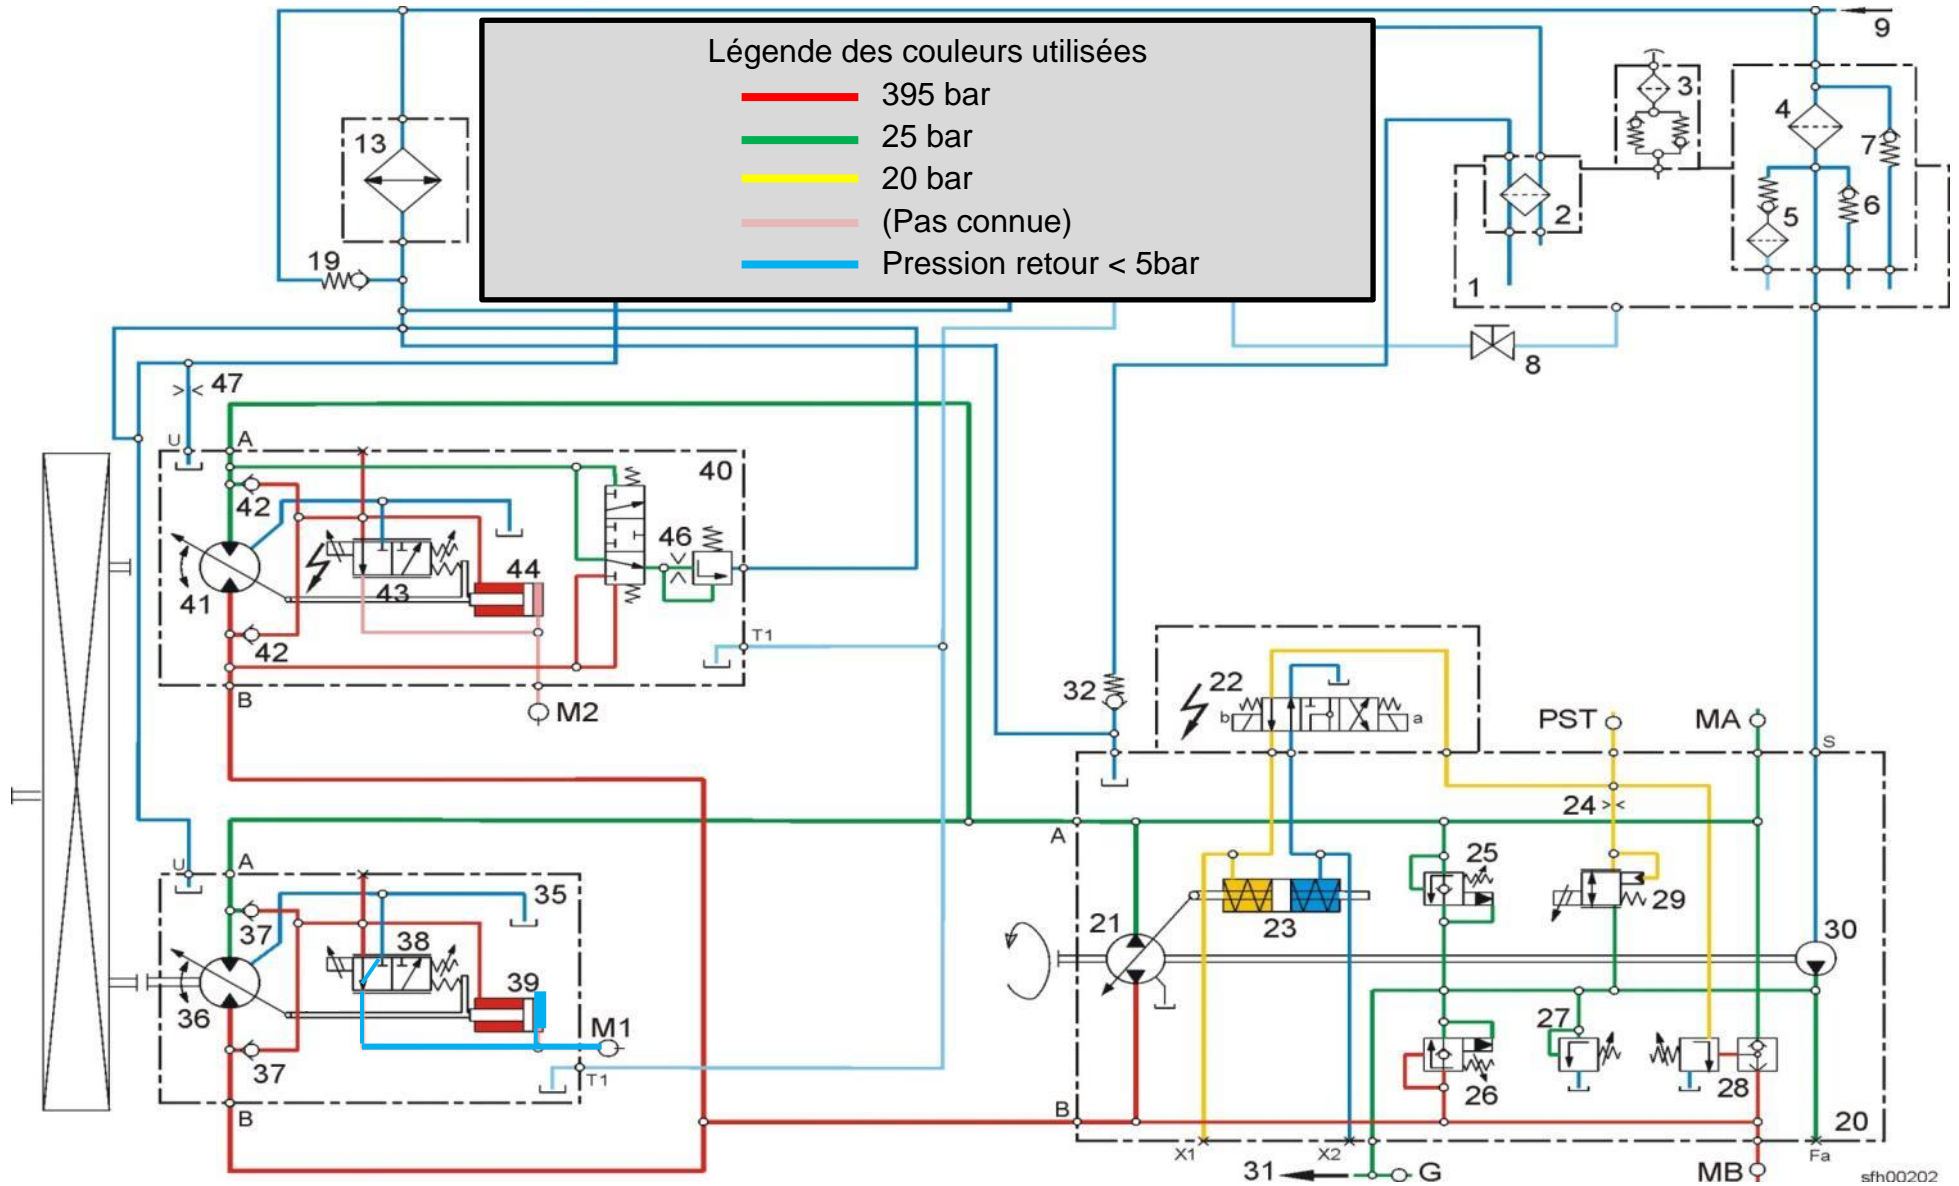 9
Légende des couleurs utilisées
395 bar
25 bar
20 bar
(Pas connue)
Pression retour < 5bar
13
3
4
7
2
5
6
1
19
8
47
U
A
40
42
46
44
41
43
42
T1
B
M2
32
22
b
a
PST
MA
S
24
A
U
A
35
25
29
37
38
21
23
30
39
36
M1
27
37
T1
26
28
B
B
20
X1
X2
Fa
31
G
MB
sfh00202